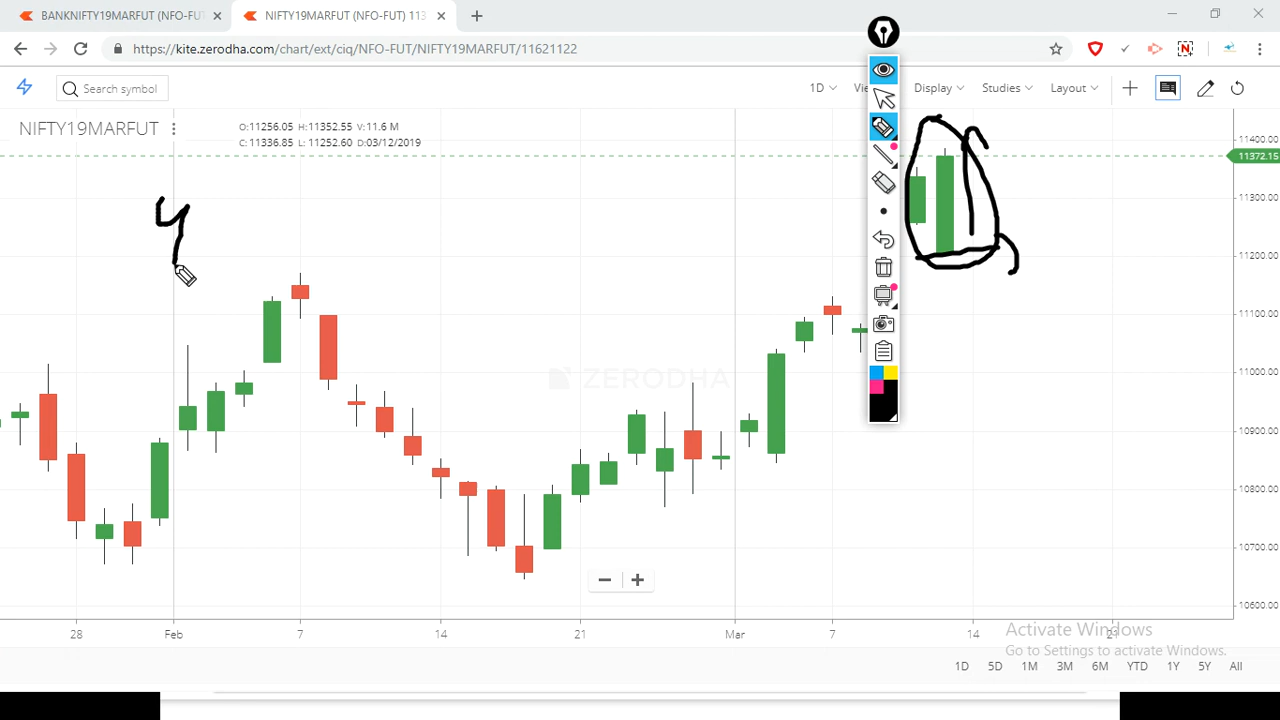 BANKNIFTY19MARFUT (NFO-FUT
NIFTY19MARFUT (NFO-FUT) 113
https://kite.zerodha.com/chart/ext/ciq/NFO-FUT/NIFTY19MARFUT/11621122
Search symbol
1D
Display
Studies
Layout
NIFTY19MARFUT
O:11256.05 H:11352.55 V:11.6 M
C:11336.85 L: 11252.60 D:03/12/2019
11400.00
11372.15
11300.00
11200.00
11100.00
11000.00
10900.00
10800.00
10700.00
10600.00
4
ZERODHA
28 Feb 7 14 21 Mar 7 14
Activate Windows
Go to Settings to activate Windows.
1D 5D 1M 3M 6M YTD 1Y 5Y All